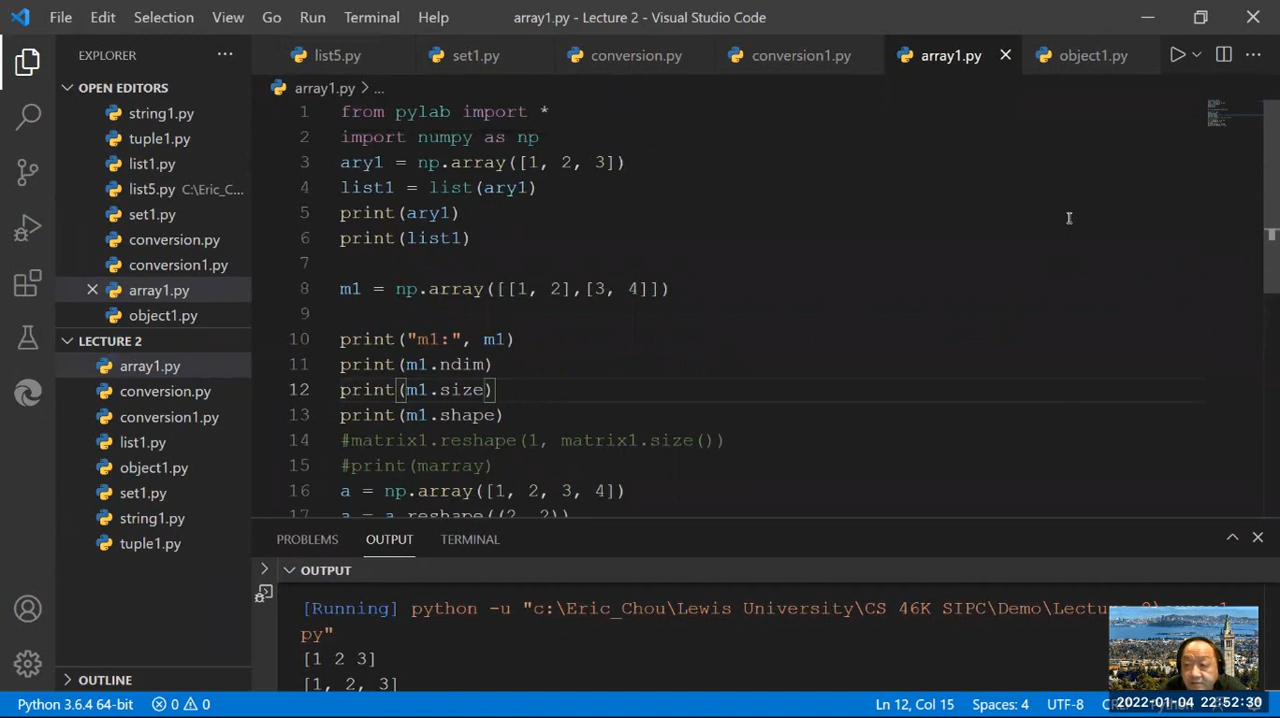 File Edit Selection View Go Run Terminal Help array1.py - Lecture 2 - Visual Studio Code
EXPLORER
list5.py set1.py conversion.py conversion1.py array1.py object1.py
array1.py > ...
OPEN EDITORS
string1.py
tuple1.py
list1.py
list5.py C:\Eric_C...
set1.py
conversion.py
conversion1.py
array1.py
object1.py
LECTURE 2
array1.py
conversion.py
conversion1.py
list1.py
object1.py
set1.py
string1.py
tuple1.py
OUTLINE
1 from pylab import *
2 import numpy as np
3 ary1 = np.array([1, 2, 3])
4 list1 = list(ary1)
5 print(ary1)
6 print(list1)
7
8 m1 = np.array([[1, 2],[3, 4]])
9
10 print("m1:", m1)
11 print(m1.ndim)
12 print(m1.size)
13 print(m1.shape)
14 #matrix1.reshape(1, matrix1.size())
15 #print(marray)
16 a = np.array([1, 2, 3, 4])
17 a = a.reshape((2, 2))
PROBLEMS OUTPUT TERMINAL
OUTPUT
[Running] python -u "c:\Eric_Chou\Lewis University\CS 46K SIPC\Demo\Lecture
py"
[1 2 3]
[1, 2, 3]
Python 3.6.4 64-bit 0 0 Ln 12, Col 15 Spaces: 4 UTF-8
2022-01-04 22:52:30